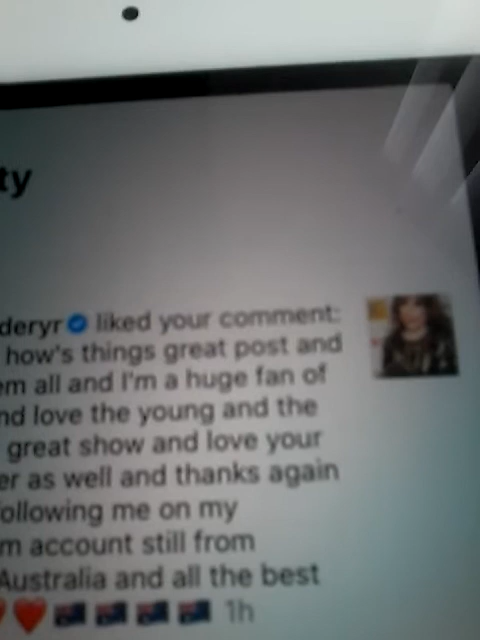 ty
deryr liked your comment:
how's things great post and
em all and I'm a huge fan of
nd love the young and the
great show and love your
er as well and thanks again
ollowing me on my
m account still from
Australia and all the best
❤️ 🇦🇺 🇦🇺 🇦🇺 🇦🇺 1h